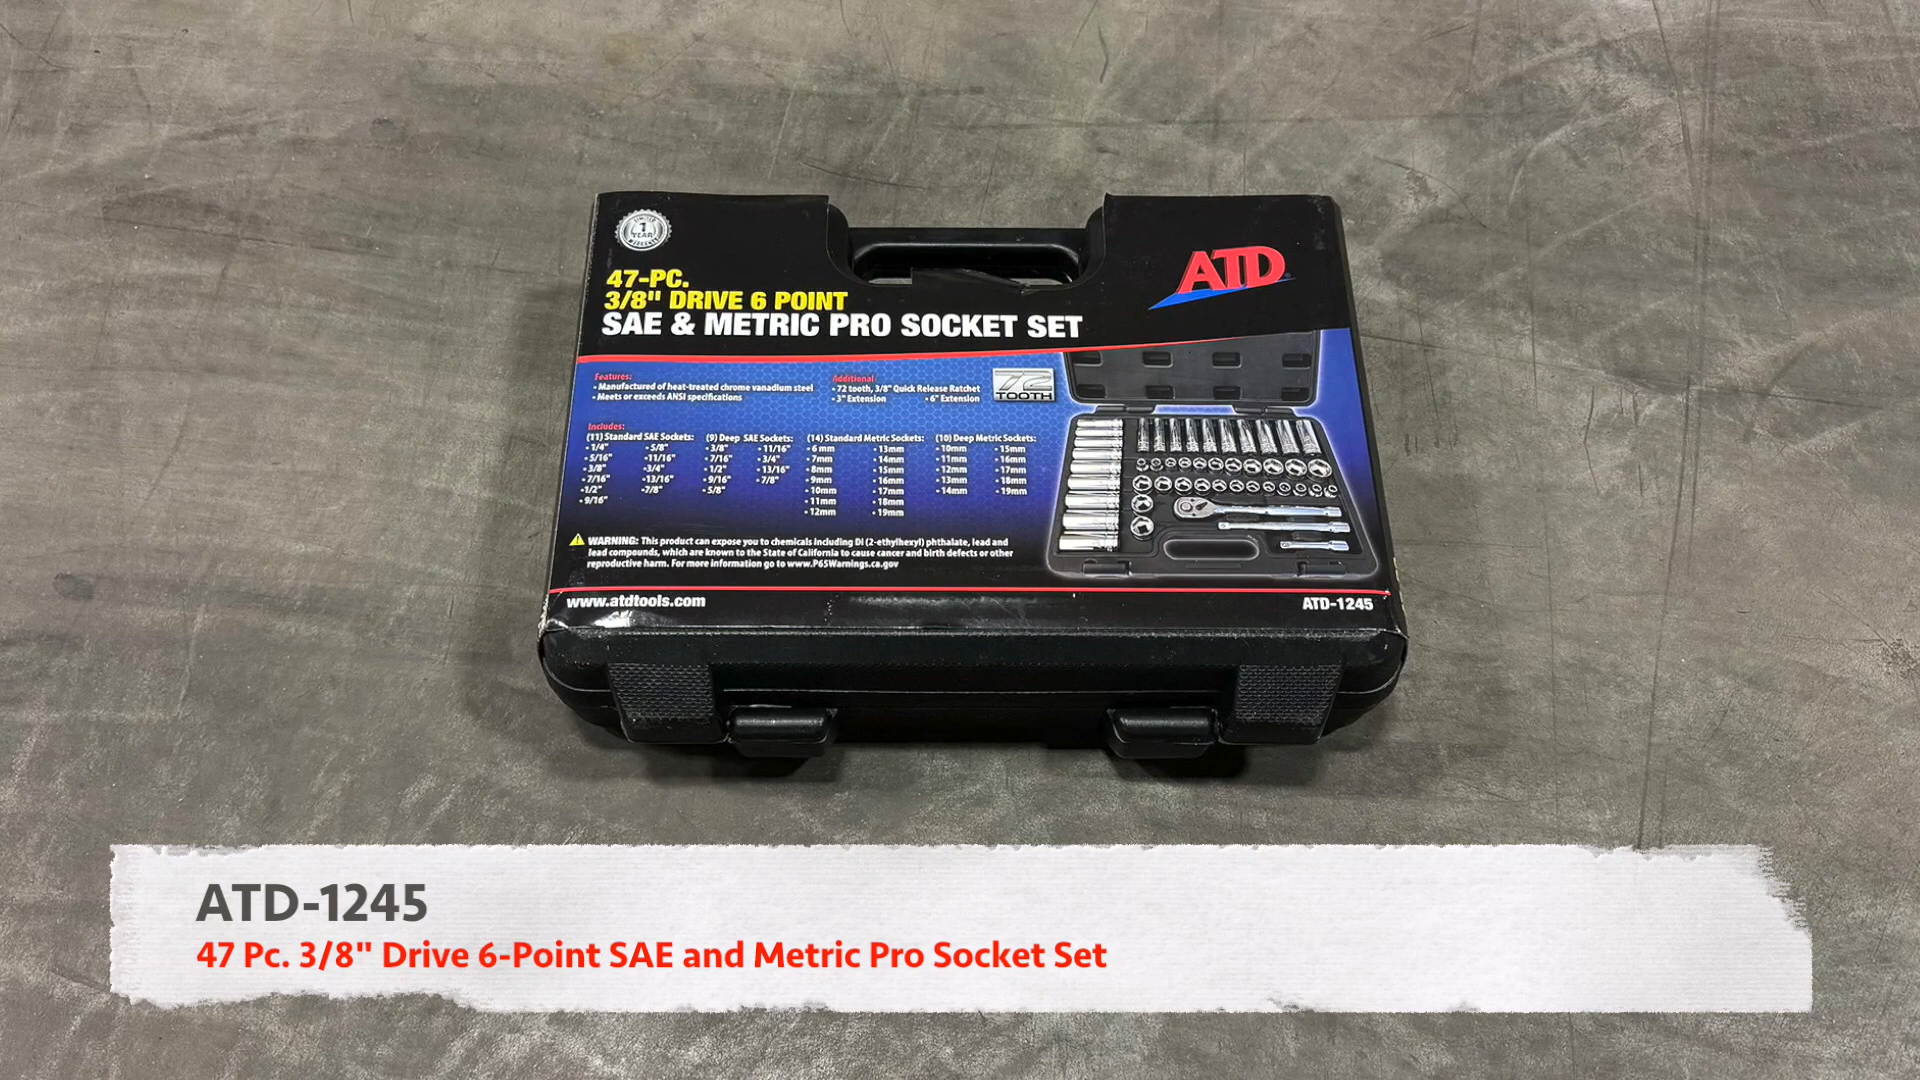 LIMITED
1
YEAR
WARRANTY
47-PC.
3/8" DRIVE 6 POINT
SAE & METRIC PRO SOCKET SET
ATD
Features:
• Manufactured of heat-treated chrome vanadium steel
• Meets or exceeds ANSI specifications
Additional:
• 72 tooth, 3/8" Quick Release Ratchet
• 3" Extension • 6" Extension
72
TOOTH
Includes:
(11) Standard SAE Sockets:
• 1/4" • 5/8"
• 5/16" • 11/16"
• 3/8" • 3/4"
• 7/16" • 13/16"
• 1/2" • 7/8"
• 9/16"
(9) Deep SAE Sockets:
• 3/8" • 11/16"
• 7/16" • 3/4"
• 1/2" • 13/16"
• 9/16" • 7/8"
• 5/8"
(14) Standard Metric Sockets:
• 6 mm • 13mm
• 7mm • 14mm
• 8mm • 15mm
• 9mm • 16mm
• 10mm • 17mm
• 11mm • 18mm
• 12mm • 19mm
(10) Deep Metric Sockets:
• 10mm • 15mm
• 11mm • 16mm
• 12mm • 17mm
• 13mm • 18mm
• 14mm • 19mm
WARNING: This product can expose you to chemicals including Di (2-ethylhexyl) phthalate, lead and
lead compounds, which are known to the State of California to cause cancer and birth defects or other
reproductive harm. For more information go to www.P65Warnings.ca.gov
www.atdtools.com
ATD-1245
ATD-1245
47 Pc. 3/8" Drive 6-Point SAE and Metric Pro Socket Set